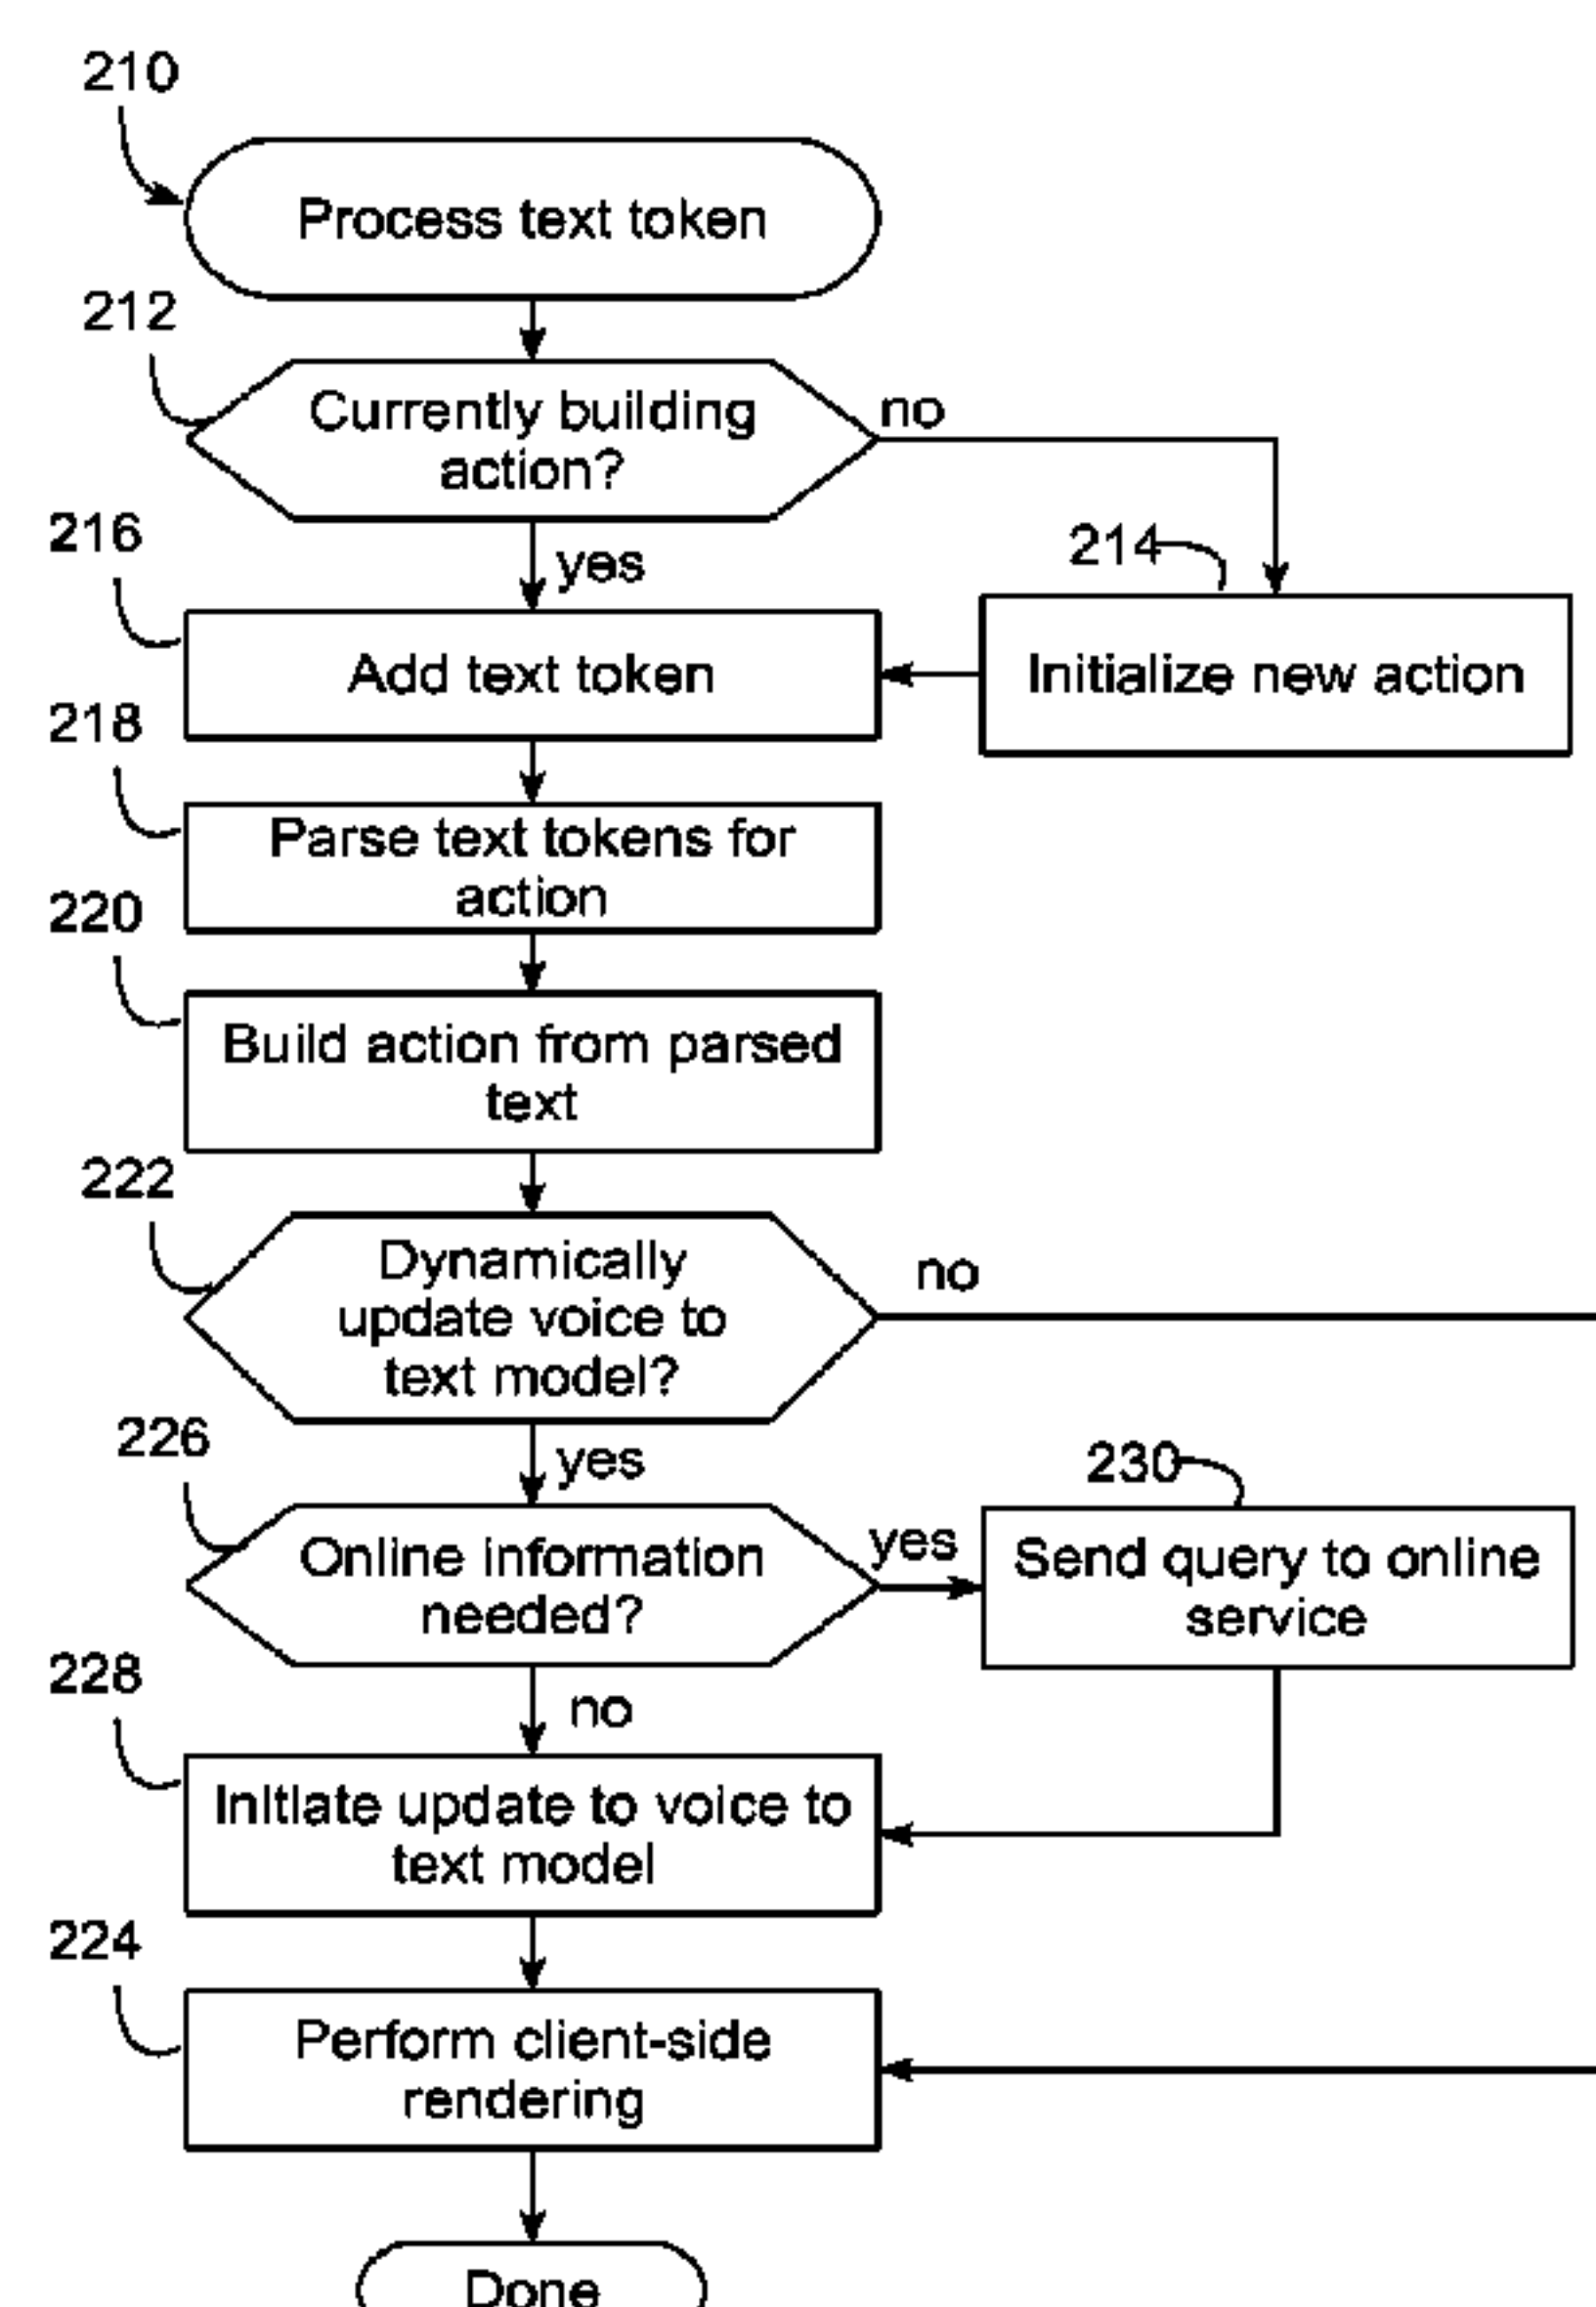 210
Process text token
212
Currently building
action?
no
yes
214
216
Add text token
Initialize new action
218
Parse text tokens for
action
220
Build action from parsed
text
222
Dynamically
update voice to
text model?
no
yes
226
230
Online information
needed?
yes
Send query to online
service
no
228
Initiate update to voice to
text model
224
Perform client-side
rendering
Done